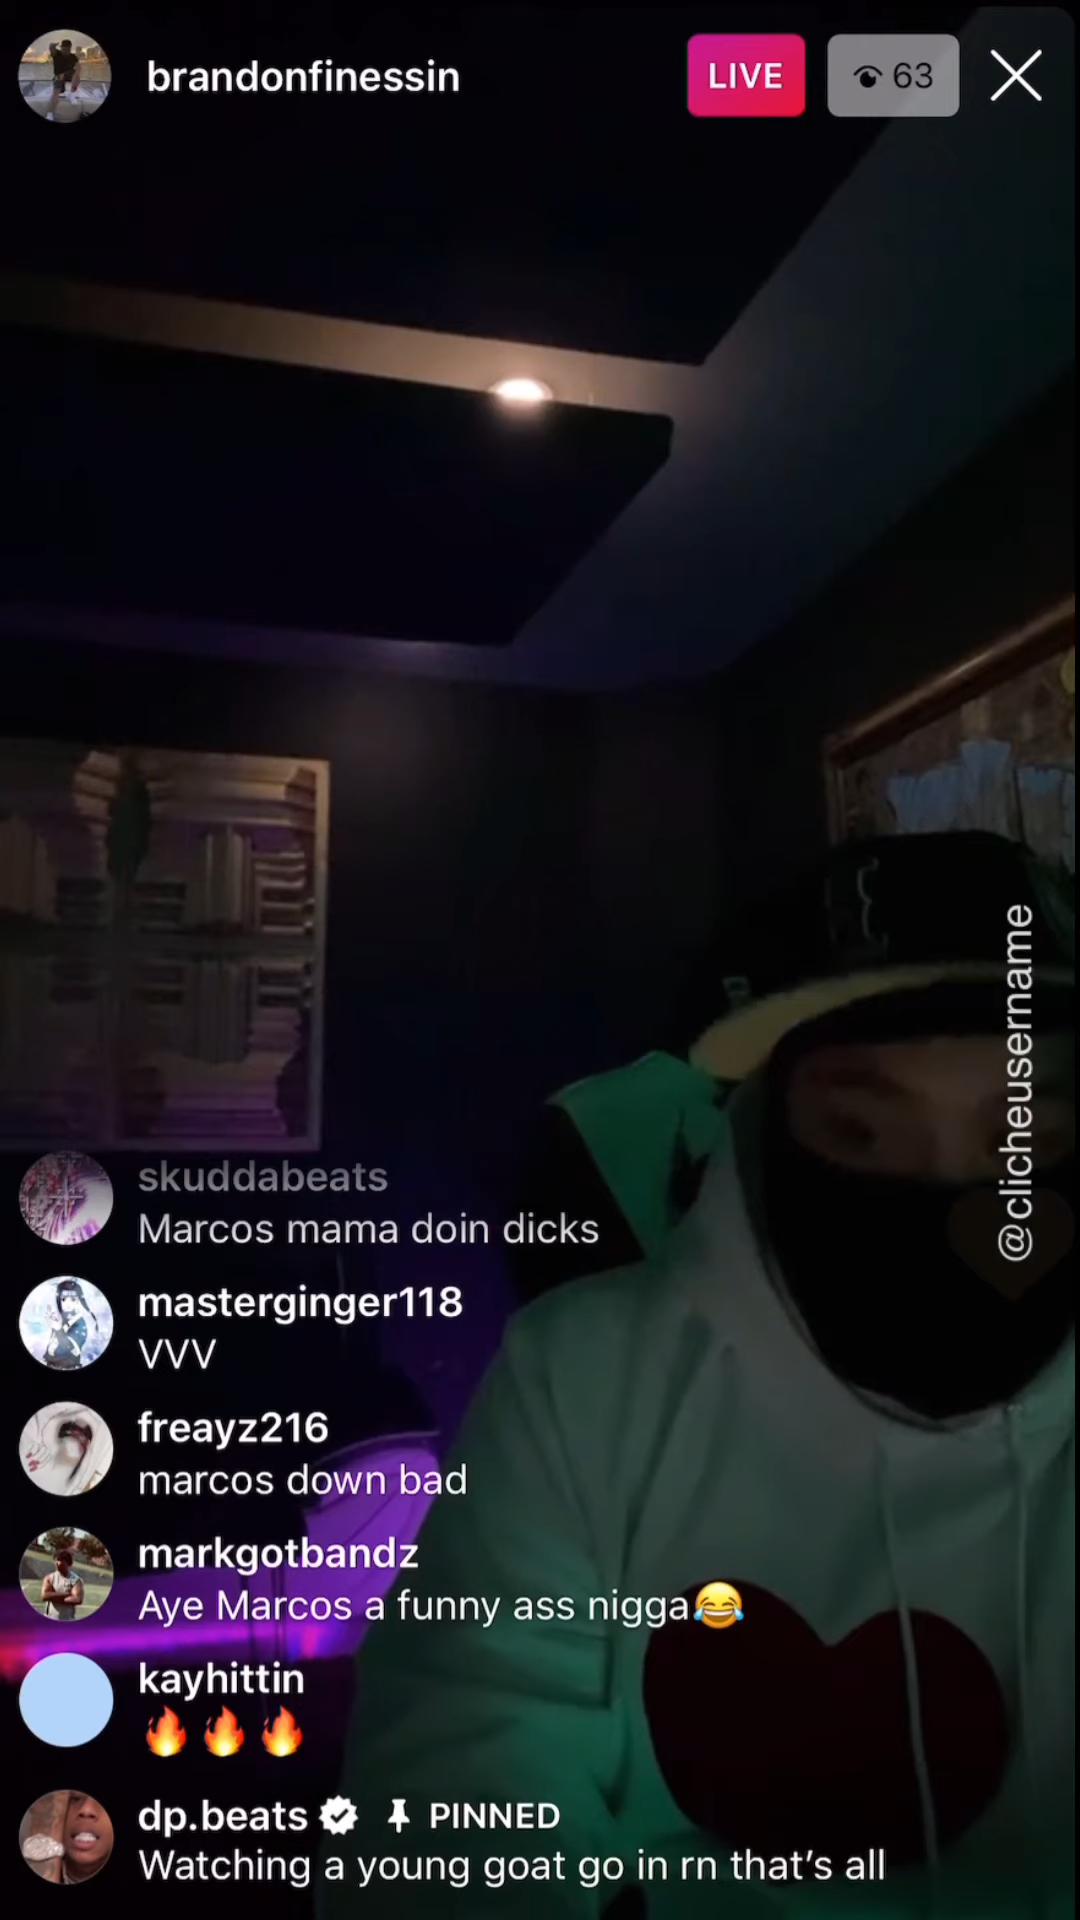 brandonfinessin
LIVE
63
@clicheusername
skuddabeats
Marcos mama doin dicks
masterginger118
VVV
freayz216
marcos down bad
markgotbandz
Aye Marcos a funny ass nigga😂
kayhittin
🔥🔥🔥
dp.beats PINNED
Watching a young goat go in rn that’s all